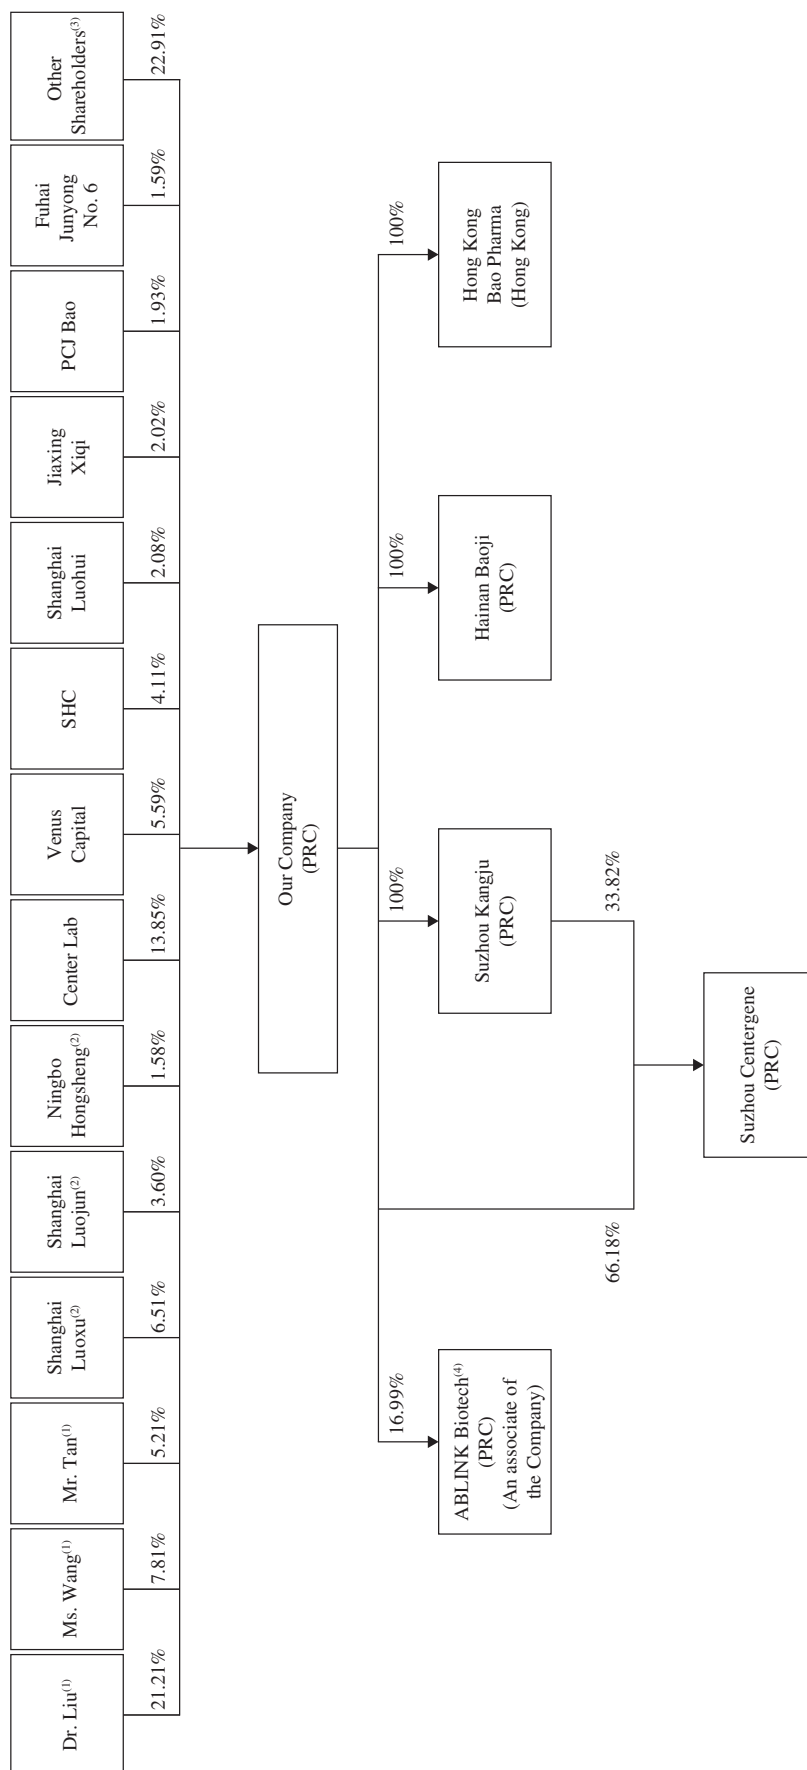 Dr. Liu(1)
21.21%
Ms. Wang(1)
7.81%
Mr. Tan(1)
5.21%
Shanghai
Luoxu(2)
6.51%
Shanghai
Luojun(2)
3.60%
Ningbo
Hongsheng(2)
1.58%
Center Lab
13.85%
Venus
Capital
5.59%
SHC
4.11%
Shanghai
Luohui
2.08%
Jiaxing
Xiqi
2.02%
PCJ Bao
1.93%
Fuhai
Junyong
No. 6
1.59%
Other
Shareholders(3)
22.91%
Our Company
(PRC)
16.99%
100%
100%
100%
ABLINK Biotech(4)
(PRC)
(An associate of
the Company)
Suzhou Kangju
(PRC)
Hainan Baoji
(PRC)
Hong Kong
Bao Pharma
(Hong Kong)
66.18%
33.82%
Suzhou Centergene
(PRC)